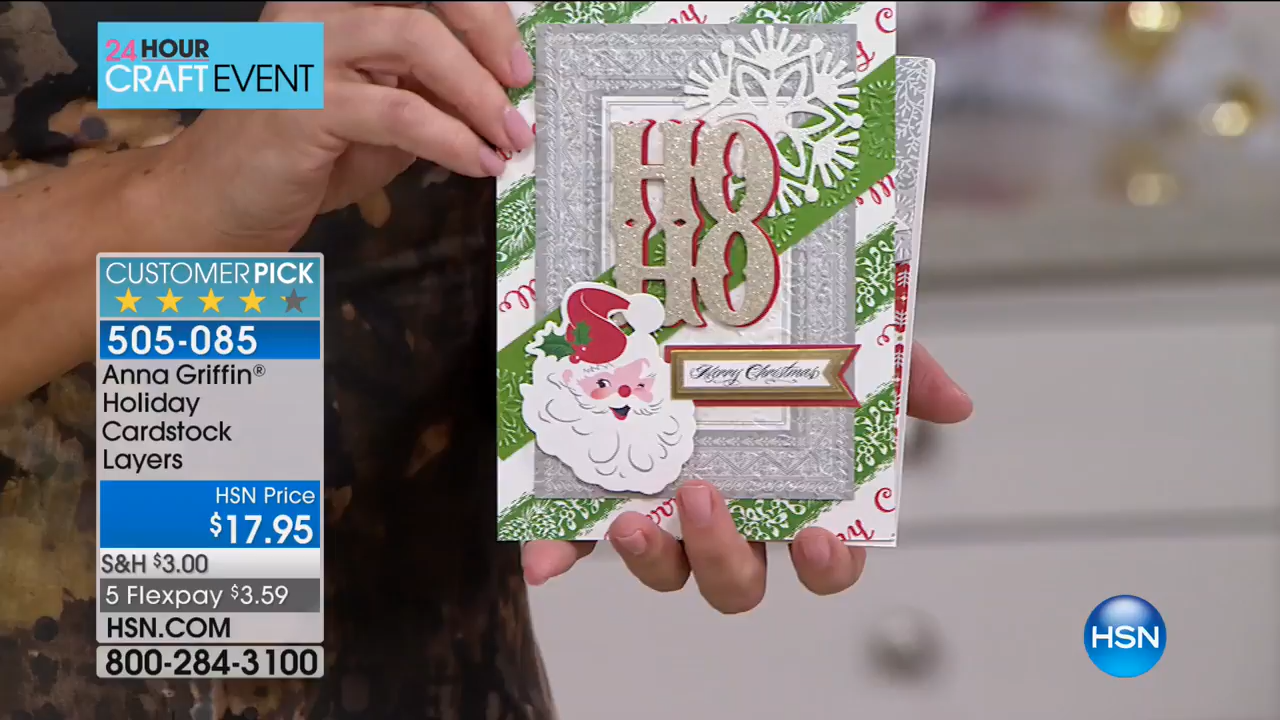 24 HOUR
CRAFT EVENT
HO
HO
Merry Christmas
CUSTOMER PICK
505-085
Anna Griffin®
Holiday
Cardstock
Layers
HSN Price
$17.95
S&H $3.00
5 Flexpay $3.59
HSN.COM
800-284-3100
HSN